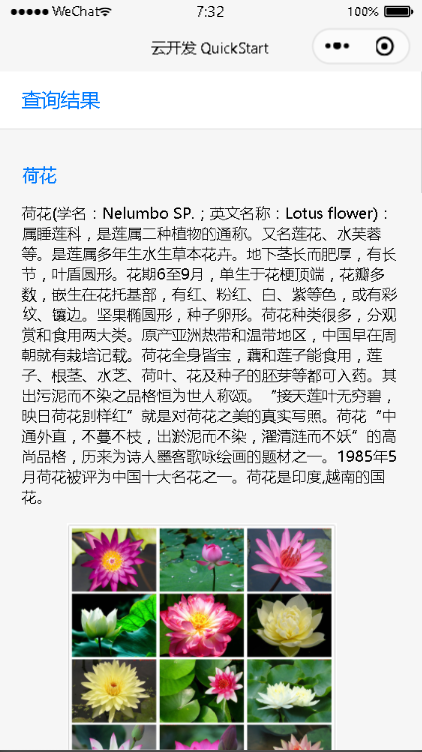 ●●●●● WeChat 7:32 100%
云开发 QuickStart
查询结果
荷花
荷花(学名：Nelumbo SP.；英文名称：Lotus flower)：
属睡莲科，是莲属二种植物的通称。又名莲花、水芙蓉
等。是莲属多年生水生草本花卉。地下茎长而肥厚，有长
节，叶盾圆形。花期6至9月，单生于花梗顶端，花瓣多
数，嵌生在花托基部，有红、粉红、白、紫等色，或有彩
纹、镶边。坚果椭圆形，种子卵形。荷花种类很多，分观
赏和食用两大类。原产亚洲热带和温带地区，中国早在周
朝就有栽培记载。荷花全身皆宝，藕和莲子能食用，莲
子、根茎、水芝、荷叶、花及种子的胚芽等都可入药。其
出污泥而不染之品格恒为世人称颂。“接天莲叶无穷碧，
映日荷花别样红”就是对荷花之美的真实写照。荷花“中
通外直，不蔓不枝，出淤泥而不染，濯清涟而不妖”的高
尚品格，历来为诗人墨客歌咏绘画的题材之一。1985年5
月荷花被评为中国十大名花之一。荷花是印度,越南的国
花。